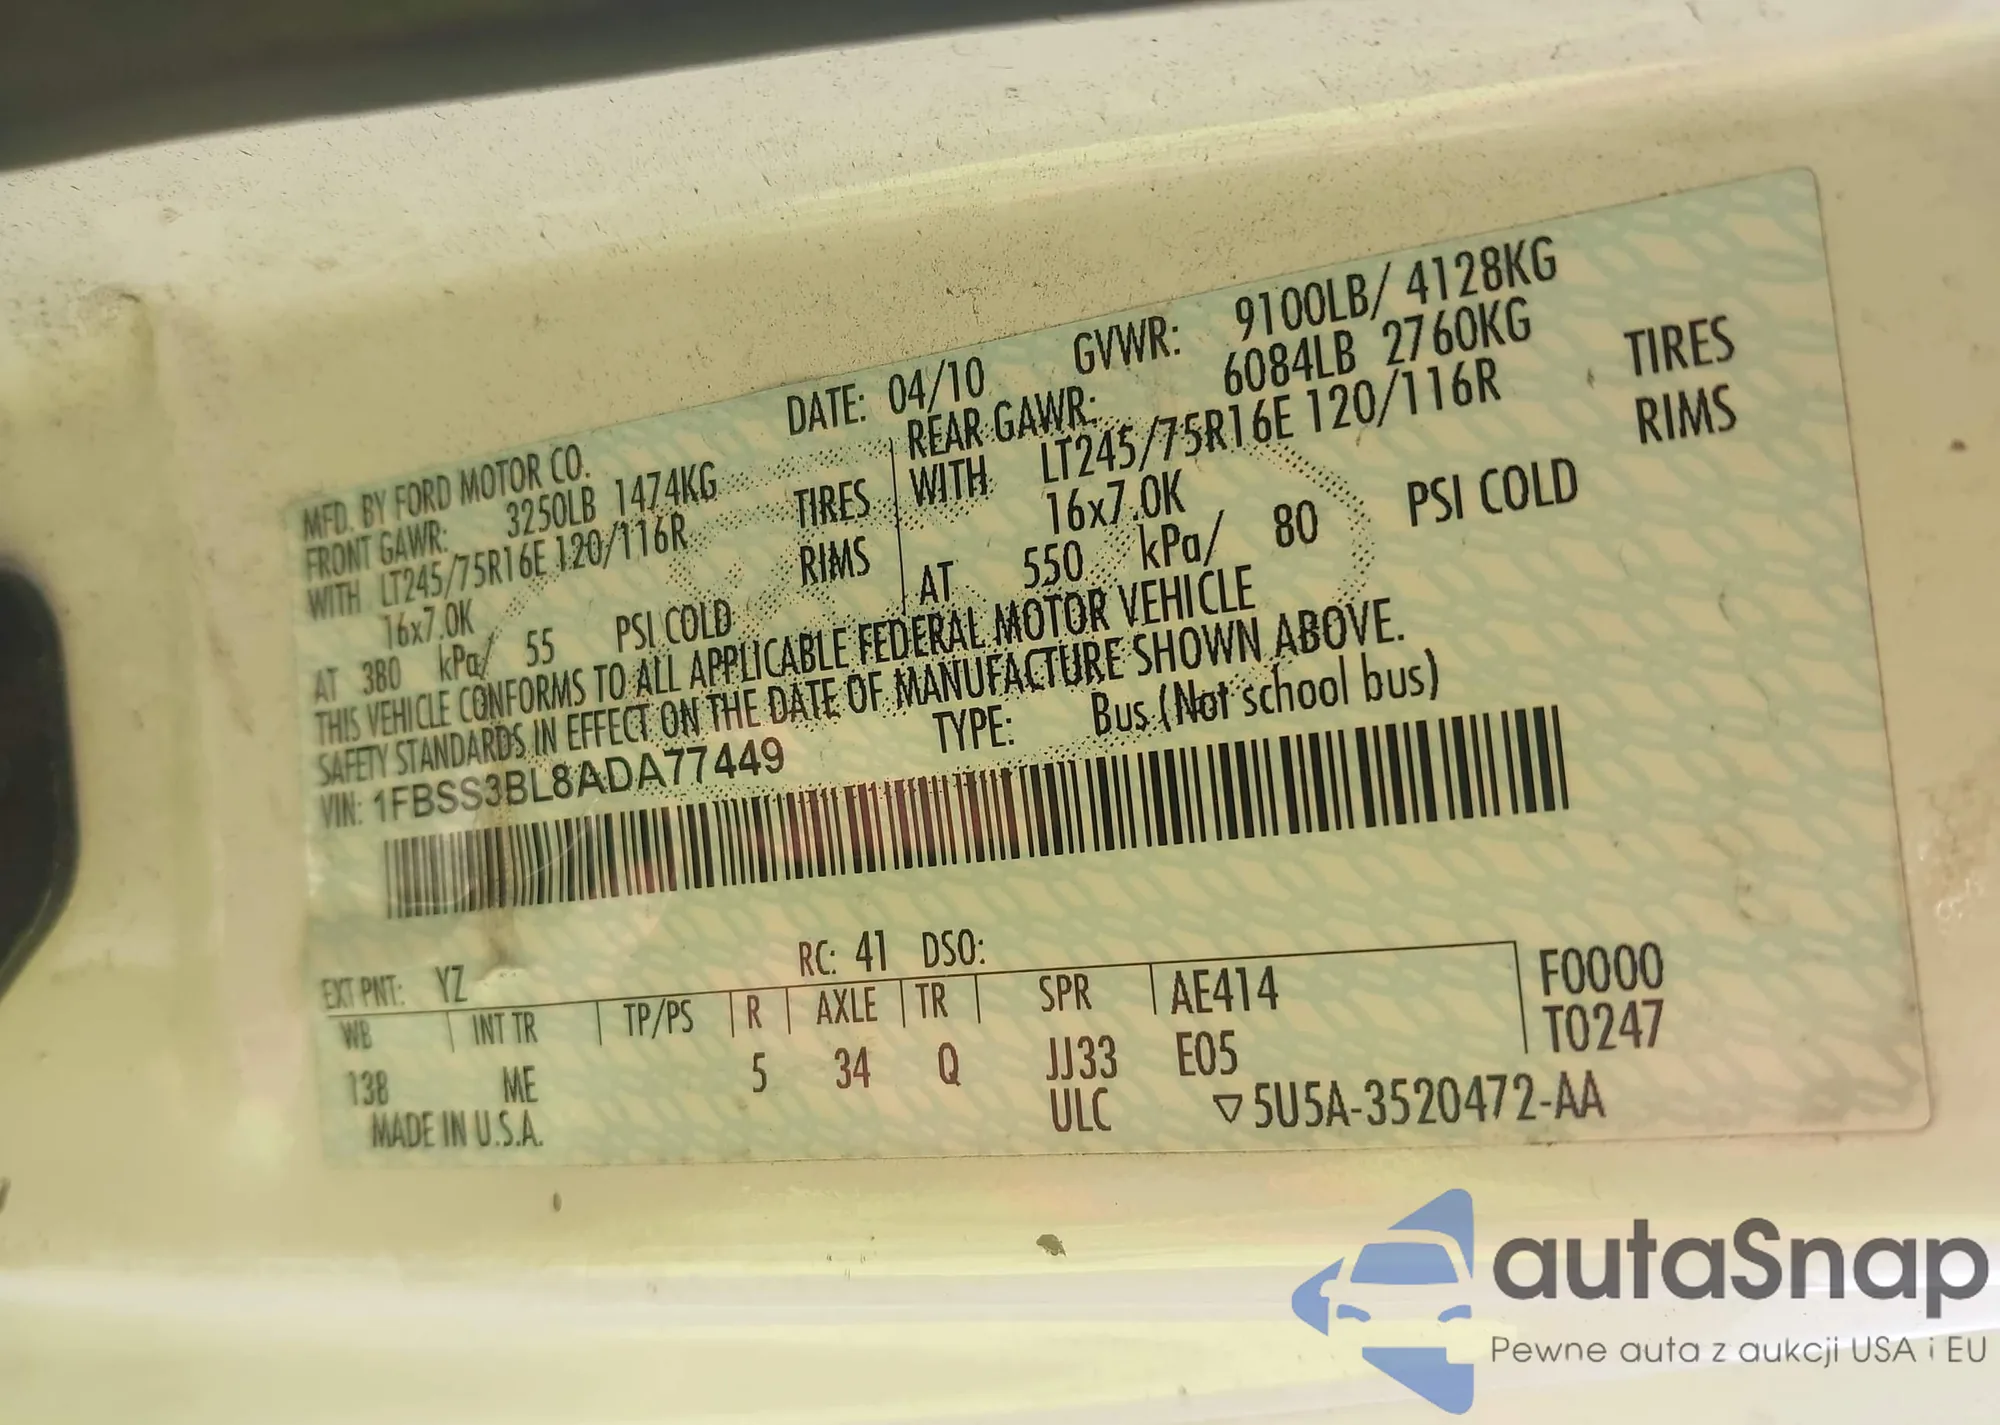 MFD. BY FORD MOTOR CO.
DATE: 04/10
GVWR: 9100LB/ 4128KG
FRONT GAWR: 3250LB 1474KG
WITH LT245/75R16E 120/116R TIRES
16x7.0K RIMS
AT 380 kPa/ 55 PSI COLD
REAR GAWR: 6084LB 2760KG
WITH LT245/75R16E 120/116R TIRES
16x7.0K RIMS
AT 550 kPa/ 80 PSI COLD
THIS VEHICLE CONFORMS TO ALL APPLICABLE FEDERAL MOTOR VEHICLE
SAFETY STANDARDS IN EFFECT ON THE DATE OF MANUFACTURE SHOWN ABOVE.
VIN: 1FBSS3BL8ADA77449
TYPE: Bus (Not school bus)
EXT PNT: YZ RC: 41 DSO:
WB INT TR TP/PS R AXLE TR SPR AE414 F0000
T0247
138 ME 5 34 Q JJ33 E05
MADE IN U.S.A. ULC ▽5U5A-3520472-AA
autaSnap
Pewne auta z aukcji USA i EU